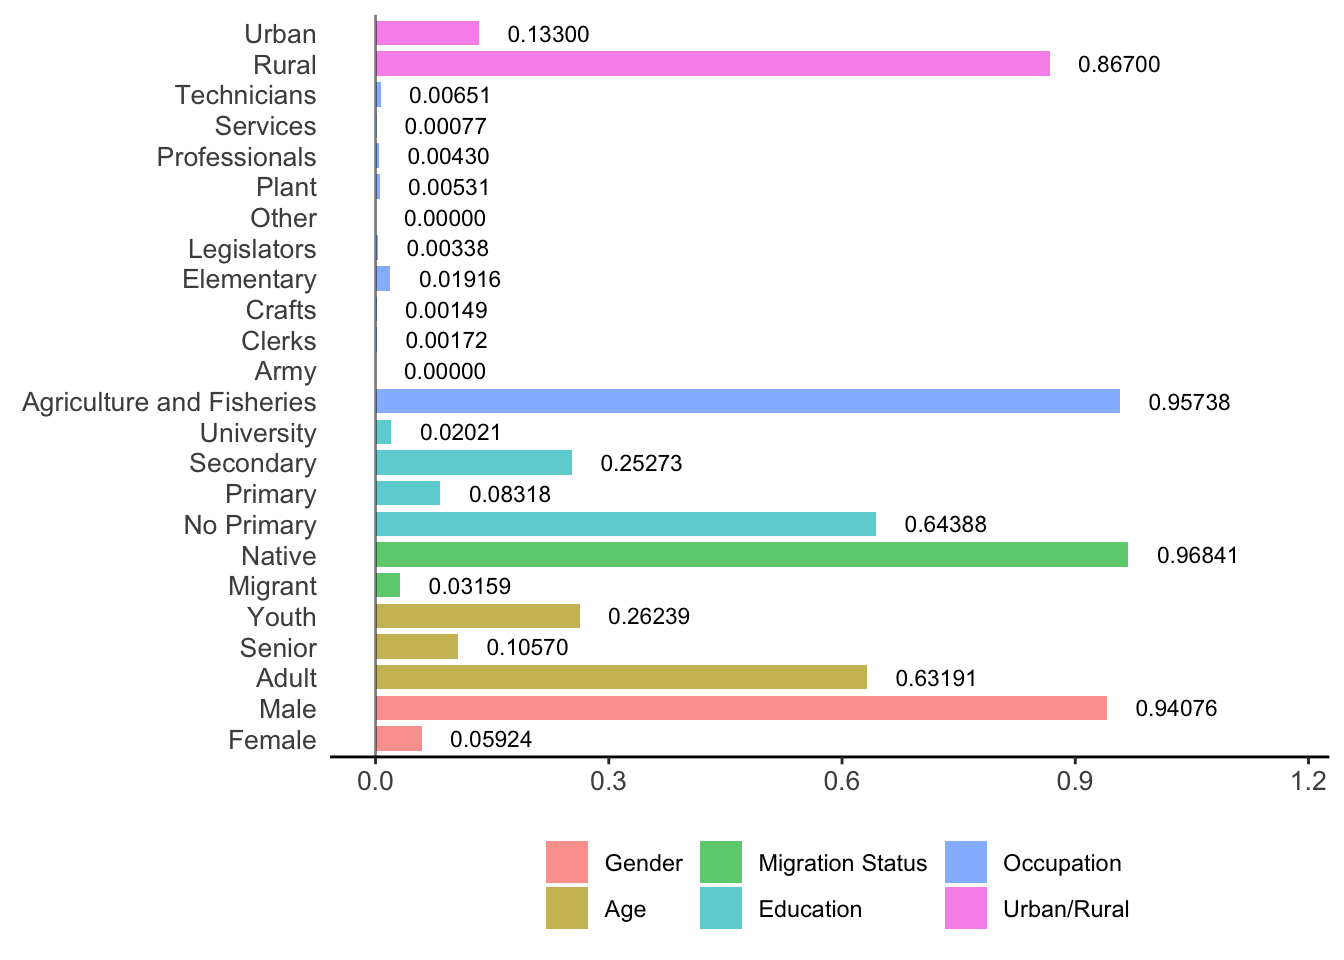 Urban 0.13300
Rural 0.86700
Technicians 0.00651
Services 0.00077
Professionals 0.00430
Plant 0.00531
Other 0.00000
Legislators 0.00338
Elementary 0.01916
Crafts 0.00149
Clerks 0.00172
Army 0.00000
Agriculture and Fisheries 0.95738
University 0.02021
Secondary 0.25273
Primary 0.08318
No Primary 0.64388
Native 0.96841
Migrant 0.03159
Youth 0.26239
Senior 0.10570
Adult 0.63191
Male 0.94076
Female 0.05924
0.0 0.3 0.6 0.9 1.2
Gender Migration Status Occupation
Age Education Urban/Rural